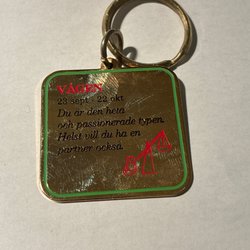 VÅGEN
23 sept - 22 okt
Du är den heta
och passionerade typen.
Helst vill du ha en
partner också.